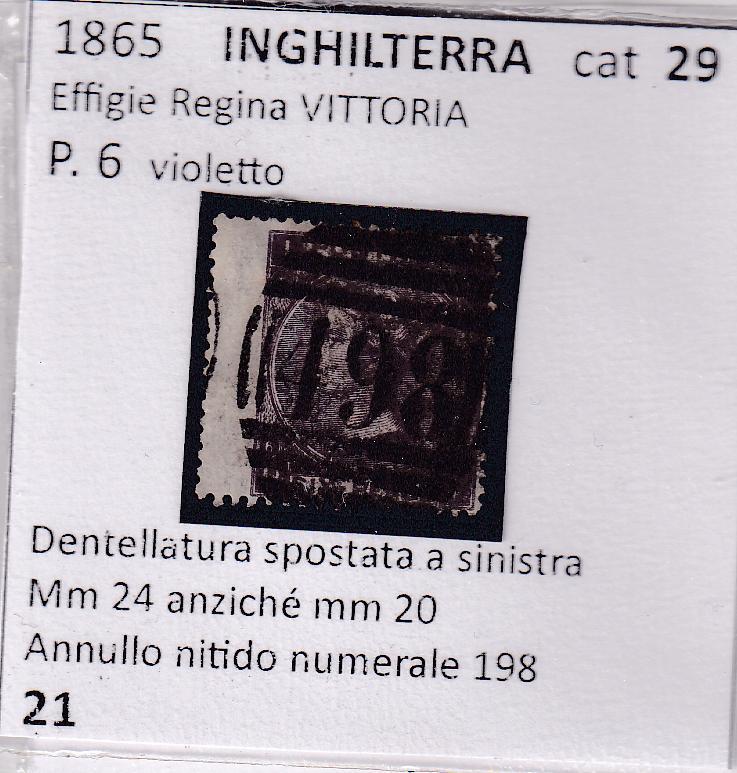 1865 INGHILTERRA cat 29
Effigie Regina VITTORIA
P. 6 violetto
198
Dentellatura spostata a sinistra
Mm 24 anziché mm 20
Annullo nitido numerale 198
21